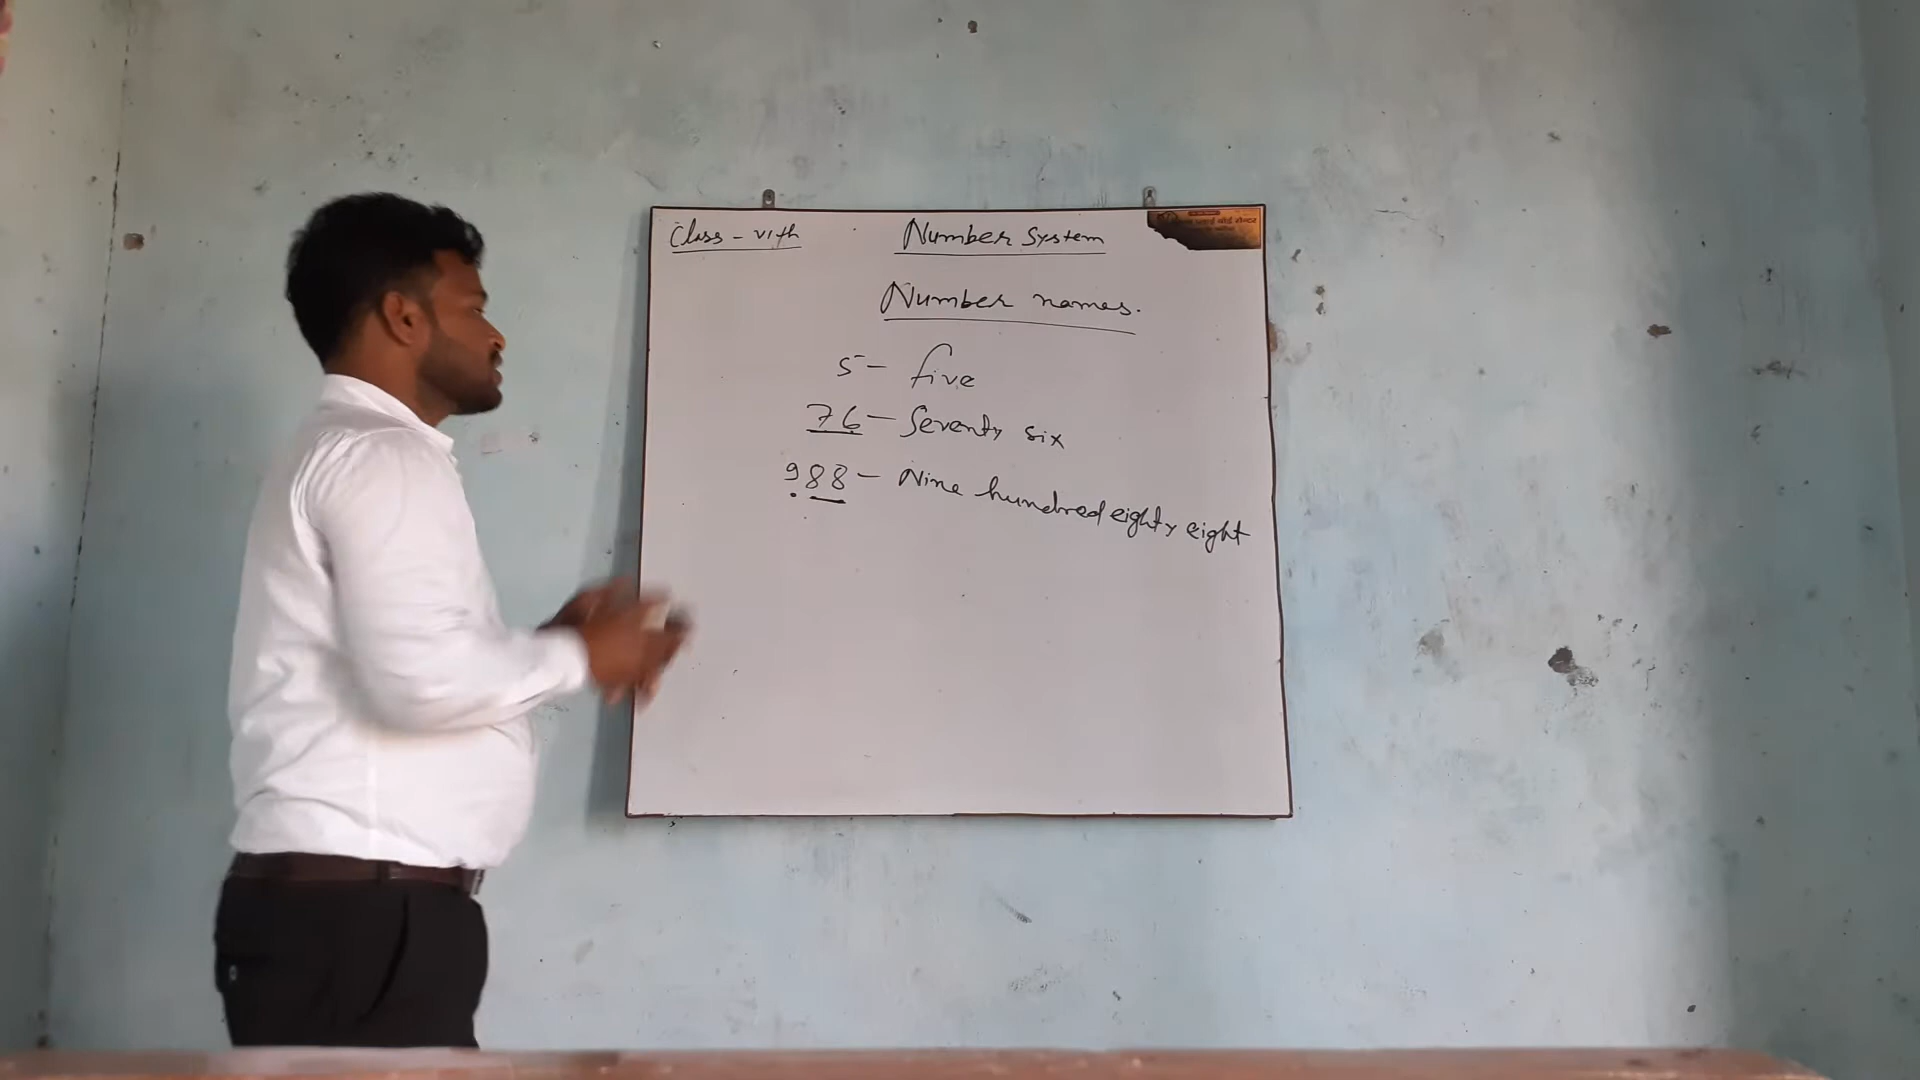 Class - VIth
Number System
Number names.
5 - five
76 - Seventy six
988 - Nine hundred eighty eight